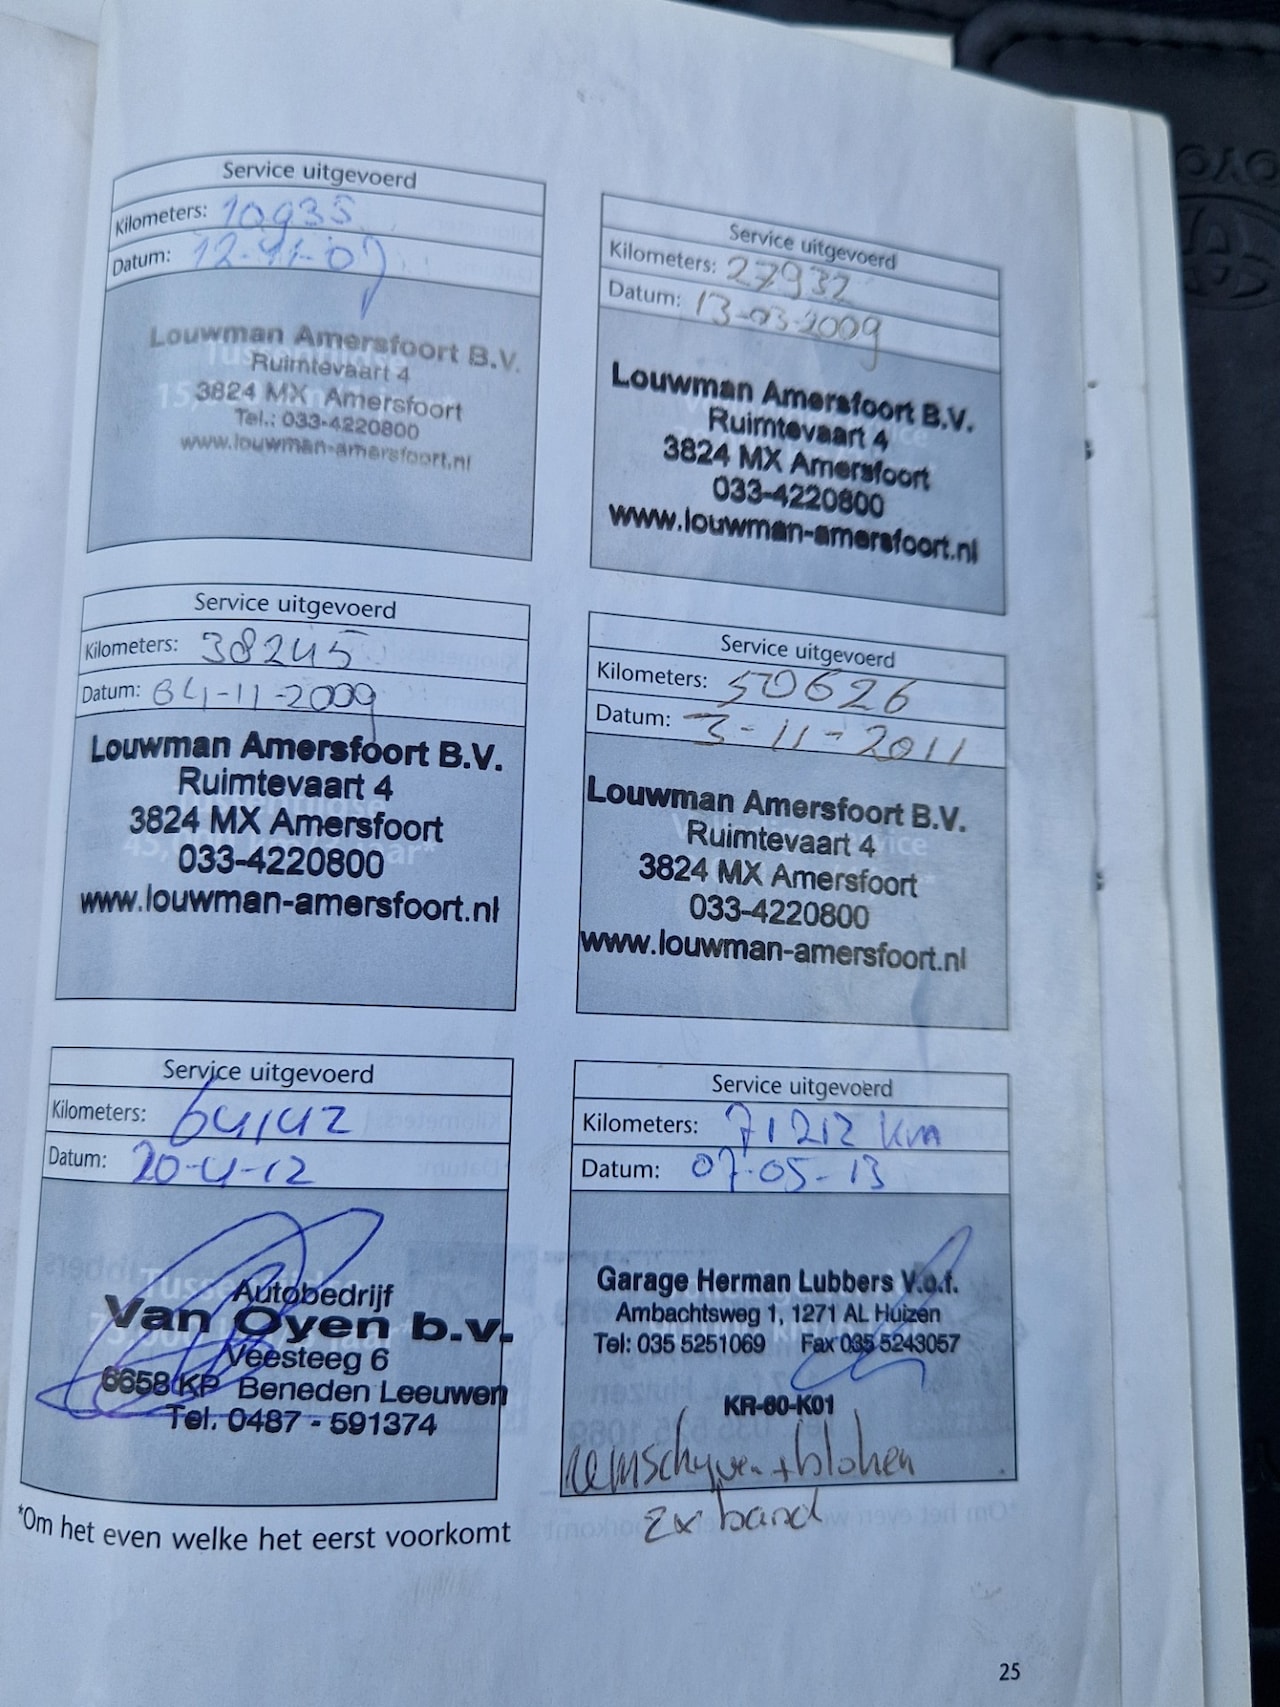 Service uitgevoerd
Kilometers: 10935
Datum: 12-11-07
Louwman Amersfoort B.V.
Ruimtevaart 4
3824 MX Amersfoort
Tel.: 033-4220800
www.louwman-amersfoort.nl
Service uitgevoerd
Kilometers: 27932
Datum: 13-03-2009
Louwman Amersfoort B.V.
Ruimtevaart 4
3824 MX Amersfoort
033-4220800
www.louwman-amersfoort.nl
Service uitgevoerd
Kilometers: 38245
Datum: 04-11-2009
Louwman Amersfoort B.V.
Ruimtevaart 4
3824 MX Amersfoort
033-4220800
www.louwman-amersfoort.nl
Service uitgevoerd
Kilometers: 50626
Datum: 3-11-2011
Louwman Amersfoort B.V.
Ruimtevaart 4
3824 MX Amersfoort
033-4220800
www.louwman-amersfoort.nl
Service uitgevoerd
Kilometers: 64142
Datum: 20-4-12
Autobedrijf
Van Oyen b.v.
Veesteeg 6
6658 KP Beneden Leeuwen
Tel. 0487 - 591374
Service uitgevoerd
Kilometers: 71212 km
Datum: 07-05-13
Garage Herman Lubbers V.o.f.
Ambachtsweg 1, 1271 AL Huizen
Tel: 035 5251069 Fax 035 5243057
KR-60-K01
remschyven + blokken
2x band
*Om het even welke het eerst voorkomt
25